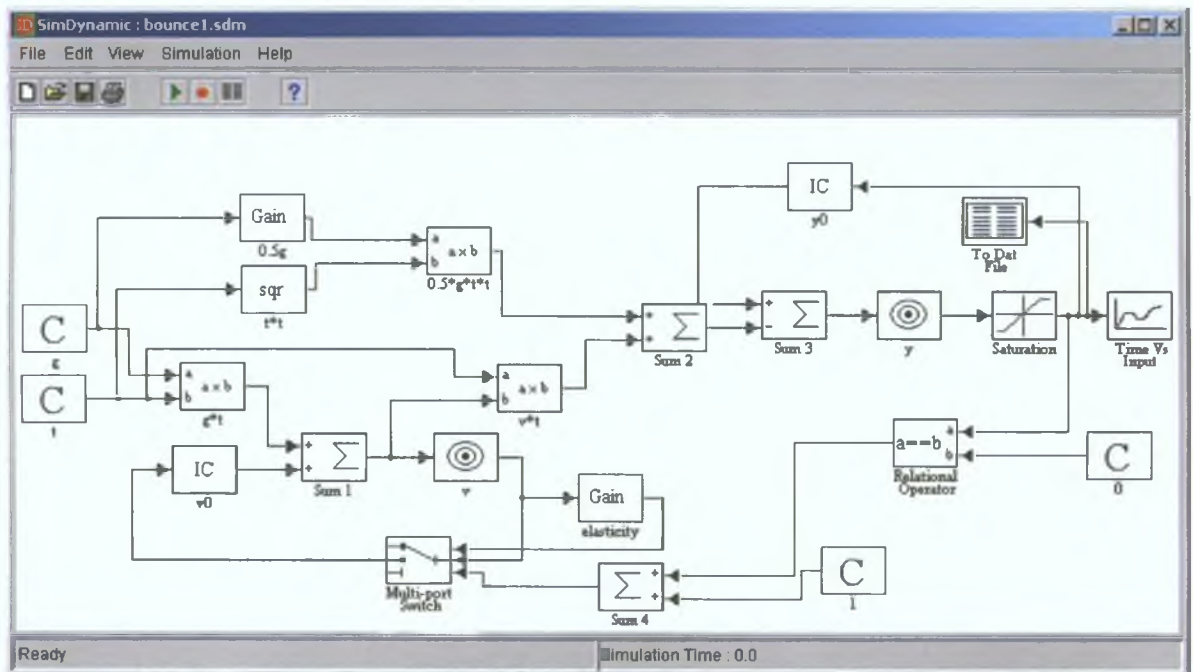 SimDynamic : bounce1.sdm
File Edit View Simulation Help
?
IC
y0
Gain
0.5g
a
b
a x b
0.5*g*t*t
To Dat
File
sqr
t*t
C
g
+
+
Σ
Sum 2
+
−
Σ
Sum 3
y
Saturation
Time Vs
Input
C
t
a
b
a x b
g*t
a
b
a x b
v*t
IC
v0
+
+
Σ
Sum 1
v
a==b
a
b
Relational
Operator
C
0
Gain
elasticity
Multi-port
Switch
Σ
+
+
Sum 4
C
1
Ready
Simulation Time : 0.0